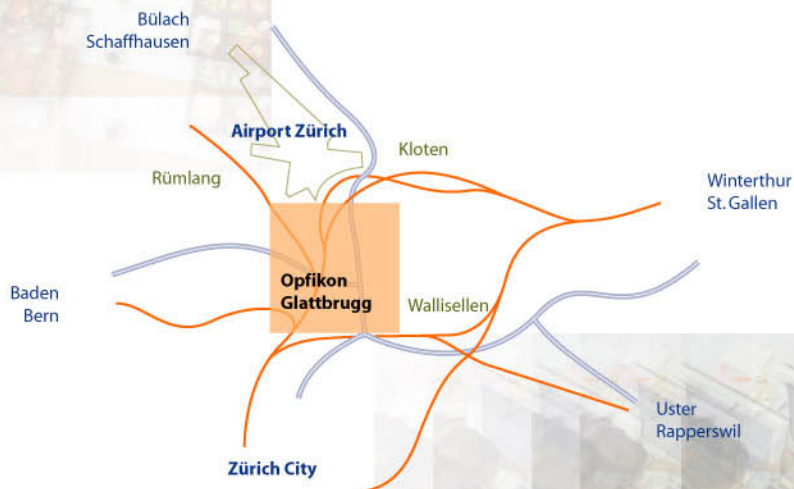 Bülach
Schaffhausen
Airport Zürich
Kloten
Rümlang
Winterthur
St. Gallen
Opfikon
Glattbrugg
Baden
Bern
Wallisellen
Uster
Rapperswil
Zürich City